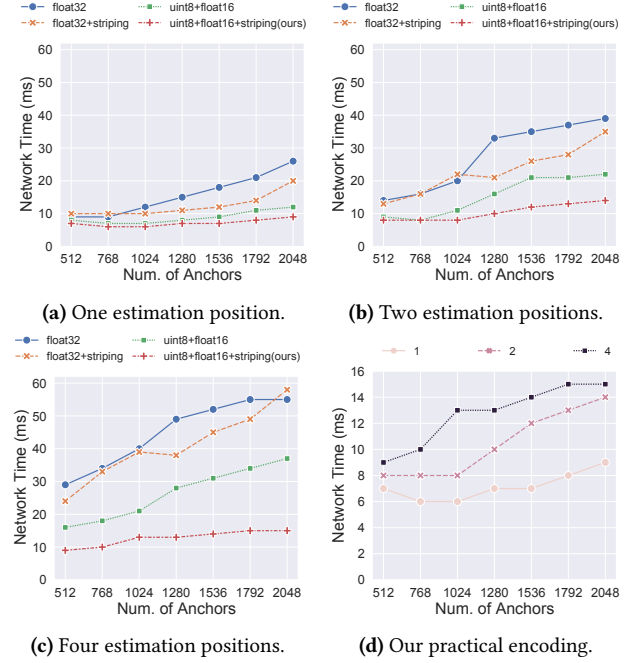 float32
float32+striping
uint8+float16
uint8+float16+striping(ours)
60
50
40
30
20
10
0
Network Time (ms)
512 768 1024 1280 1536 1792 2048
Num. of Anchors
(a) One estimation position.
float32
float32+striping
uint8+float16
uint8+float16+striping(ours)
60
50
40
30
20
10
0
Network Time (ms)
512 768 1024 1280 1536 1792 2048
Num. of Anchors
(b) Two estimation positions.
float32
float32+striping
uint8+float16
uint8+float16+striping(ours)
60
50
40
30
20
10
0
Network Time (ms)
512 768 1024 1280 1536 1792 2048
Num. of Anchors
(c) Four estimation positions.
1 2 4
16
14
12
10
8
6
4
2
0
Network Time (ms)
512 768 1024 1280 1536 1792 2048
Num. of Anchors
(d) Our practical encoding.